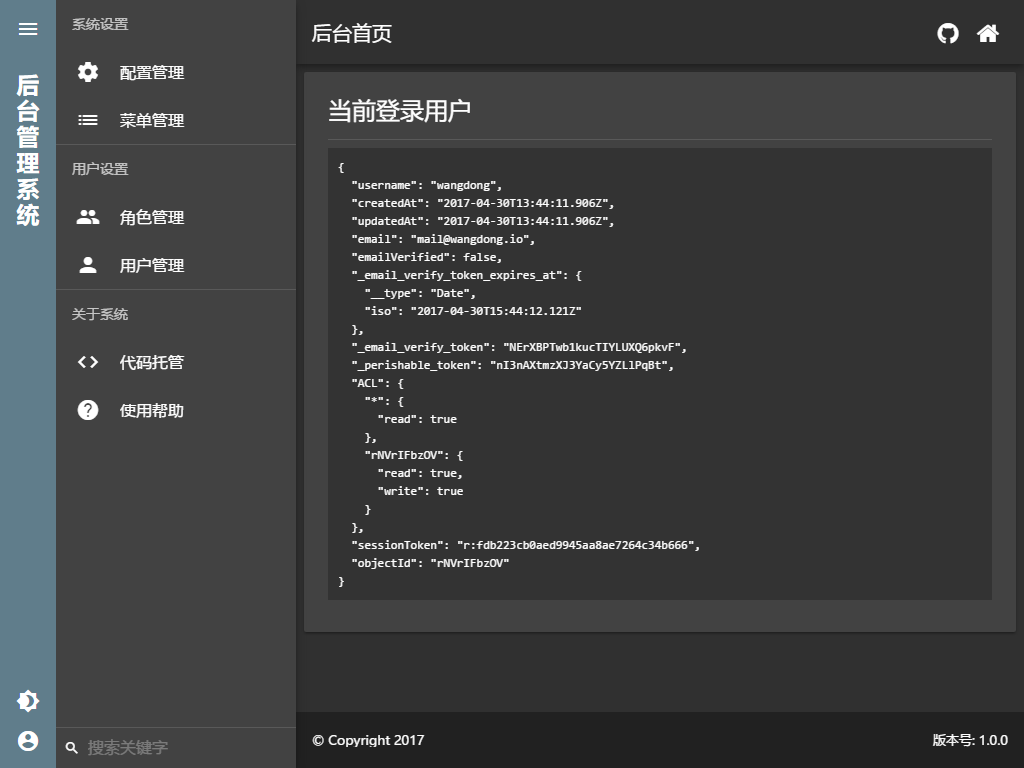 后台管理系统
系统设置
配置管理
菜单管理
用户设置
角色管理
用户管理
关于系统
代码托管
使用帮助
搜索关键字
后台首页
当前登录用户
{
  "username": "wangdong",
  "createdAt": "2017-04-30T13:44:11.906Z",
  "updatedAt": "2017-04-30T13:44:11.906Z",
  "email": "mail@wangdong.io",
  "emailVerified": false,
  "_email_verify_token_expires_at": {
    "__type": "Date",
    "iso": "2017-04-30T15:44:12.121Z"
  },
  "_email_verify_token": "NErXBPTwb1kucTIYLUXQ6pkvF",
  "_perishable_token": "nI3nAXtmzXJ3YaCy5YZLlPqBt",
  "ACL": {
    "*": {
      "read": true
    },
    "rNVrIFbzOV": {
      "read": true,
      "write": true
    }
  },
  "sessionToken": "r:fdb223cb0aed9945aa8ae7264c34b666",
  "objectId": "rNVrIFbzOV"
}
© Copyright 2017
版本号: 1.0.0